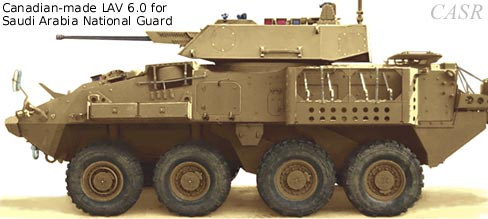 Canadian-made LAV 6.0 for
Saudi Arabia National Guard
CASR